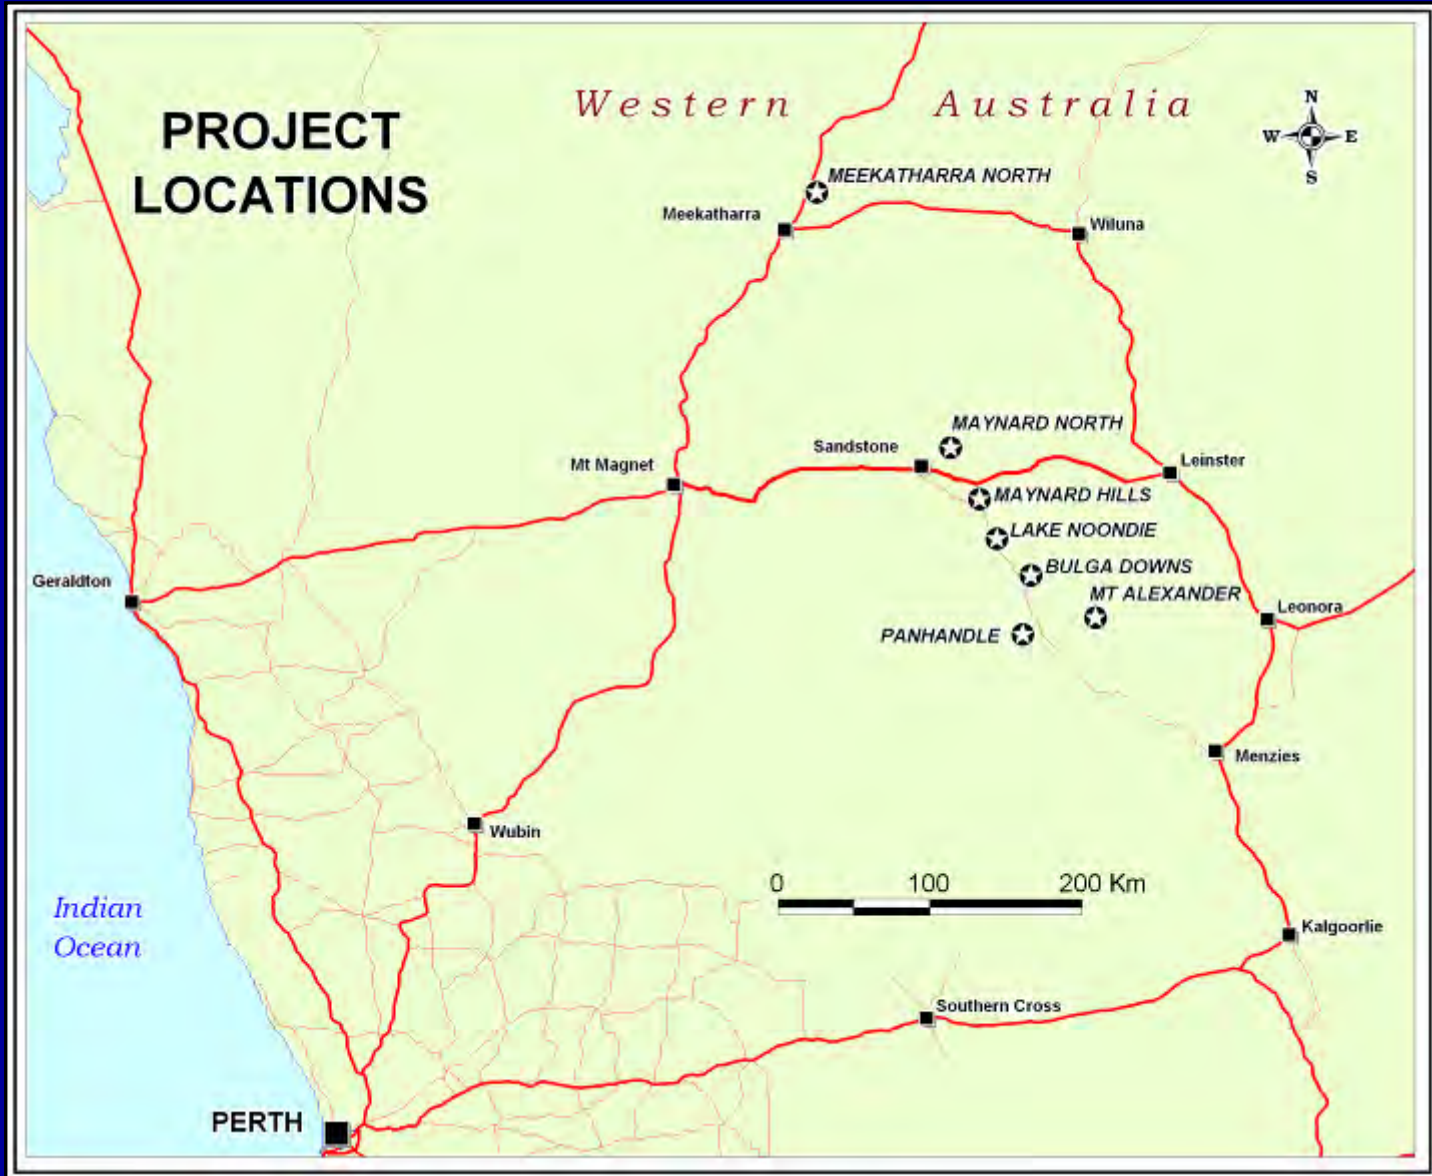 Western Australia
PROJECT
LOCATIONS
N
W E
S
MEEKATHARRA NORTH
Meekatharra
Wiluna
MAYNARD NORTH
Sandstone
Mt Magnet
Leinster
MAYNARD HILLS
LAKE NOONDIE
BULGA DOWNS
Geraldton
MT ALEXANDER
Leonora
PANHANDLE
Menzies
Wubin
0 100 200 Km
Indian
Ocean
Kalgoorlie
Southern Cross
PERTH